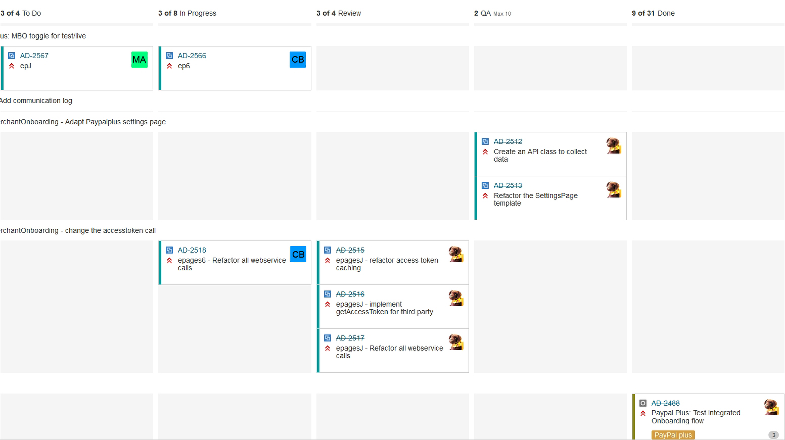 3 of 4 To Do
3 of 8 In Progress
3 of 4 Review
2 QA Max 10
9 of 31 Done
us: MBO toggle for test/live
AD-2567
epJ
MA
AD-2566
ep6
CB
Add communication log
rchantOnboarding - Adapt Paypalplus settings page
AD-2512
Create an API class to collect
data
AD-2513
Refactor the SettingsPage
template
rchantOnboarding - change the accesstoken call
AD-2518
epages6 - Refactor all webservice
calls
CB
AD-2515
epagesJ - refactor access token
caching
AD-2516
epagesJ - implement
getAccessToken for third party
AD-2517
epagesJ - Refactor all webservice
calls
AD-2488
Paypal Plus: Test Integrated
Onboarding flow
PayPal plus
3